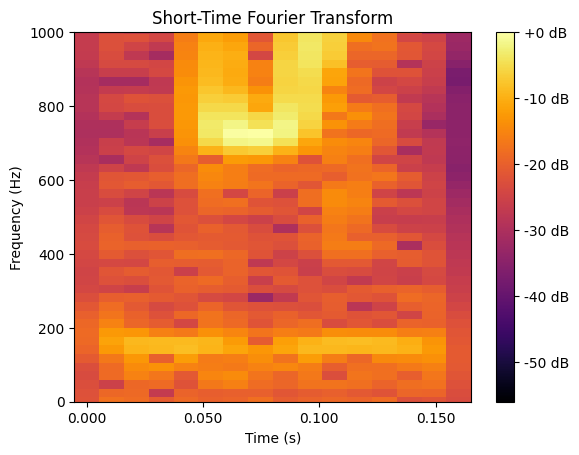 Short-Time Fourier Transform
1000
800
600
400
200
0
Frequency (Hz)
0.000
0.050
0.100
0.150
Time (s)
+0 dB
-10 dB
-20 dB
-30 dB
-40 dB
-50 dB